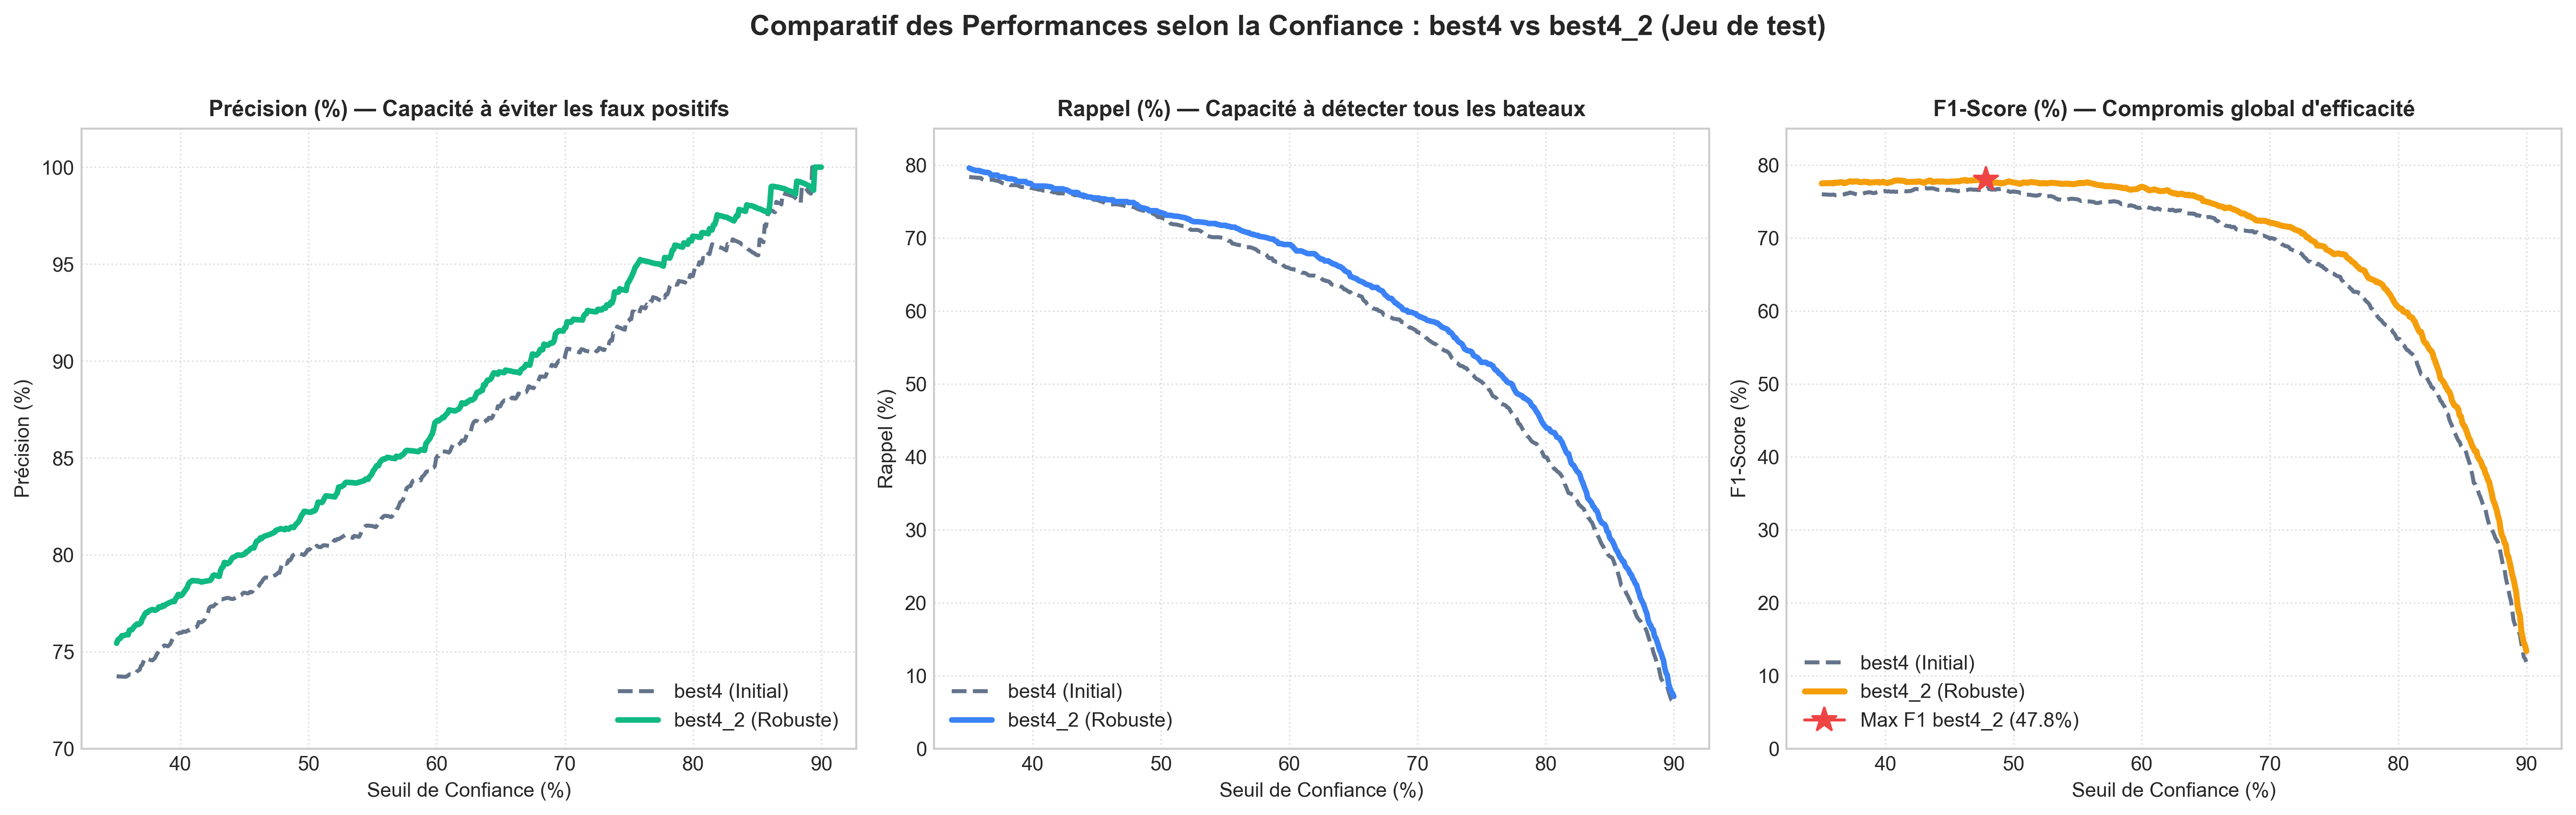 Comparatif des Performances selon la Confiance : best4 vs best4_2 (Jeu de test)
Précision (%) — Capacité à éviter les faux positifs
100
95
90
85
80
75
70
Précision (%)
40 50 60 70 80 90
Seuil de Confiance (%)
best4 (Initial)
best4_2 (Robuste)
Rappel (%) — Capacité à détecter tous les bateaux
80
70
60
50
40
30
20
10
0
Rappel (%)
40 50 60 70 80 90
Seuil de Confiance (%)
best4 (Initial)
best4_2 (Robuste)
F1-Score (%) — Compromis global d'efficacité
80
70
60
50
40
30
20
10
0
F1-Score (%)
40 50 60 70 80 90
Seuil de Confiance (%)
best4 (Initial)
best4_2 (Robuste)
Max F1 best4_2 (47.8%)